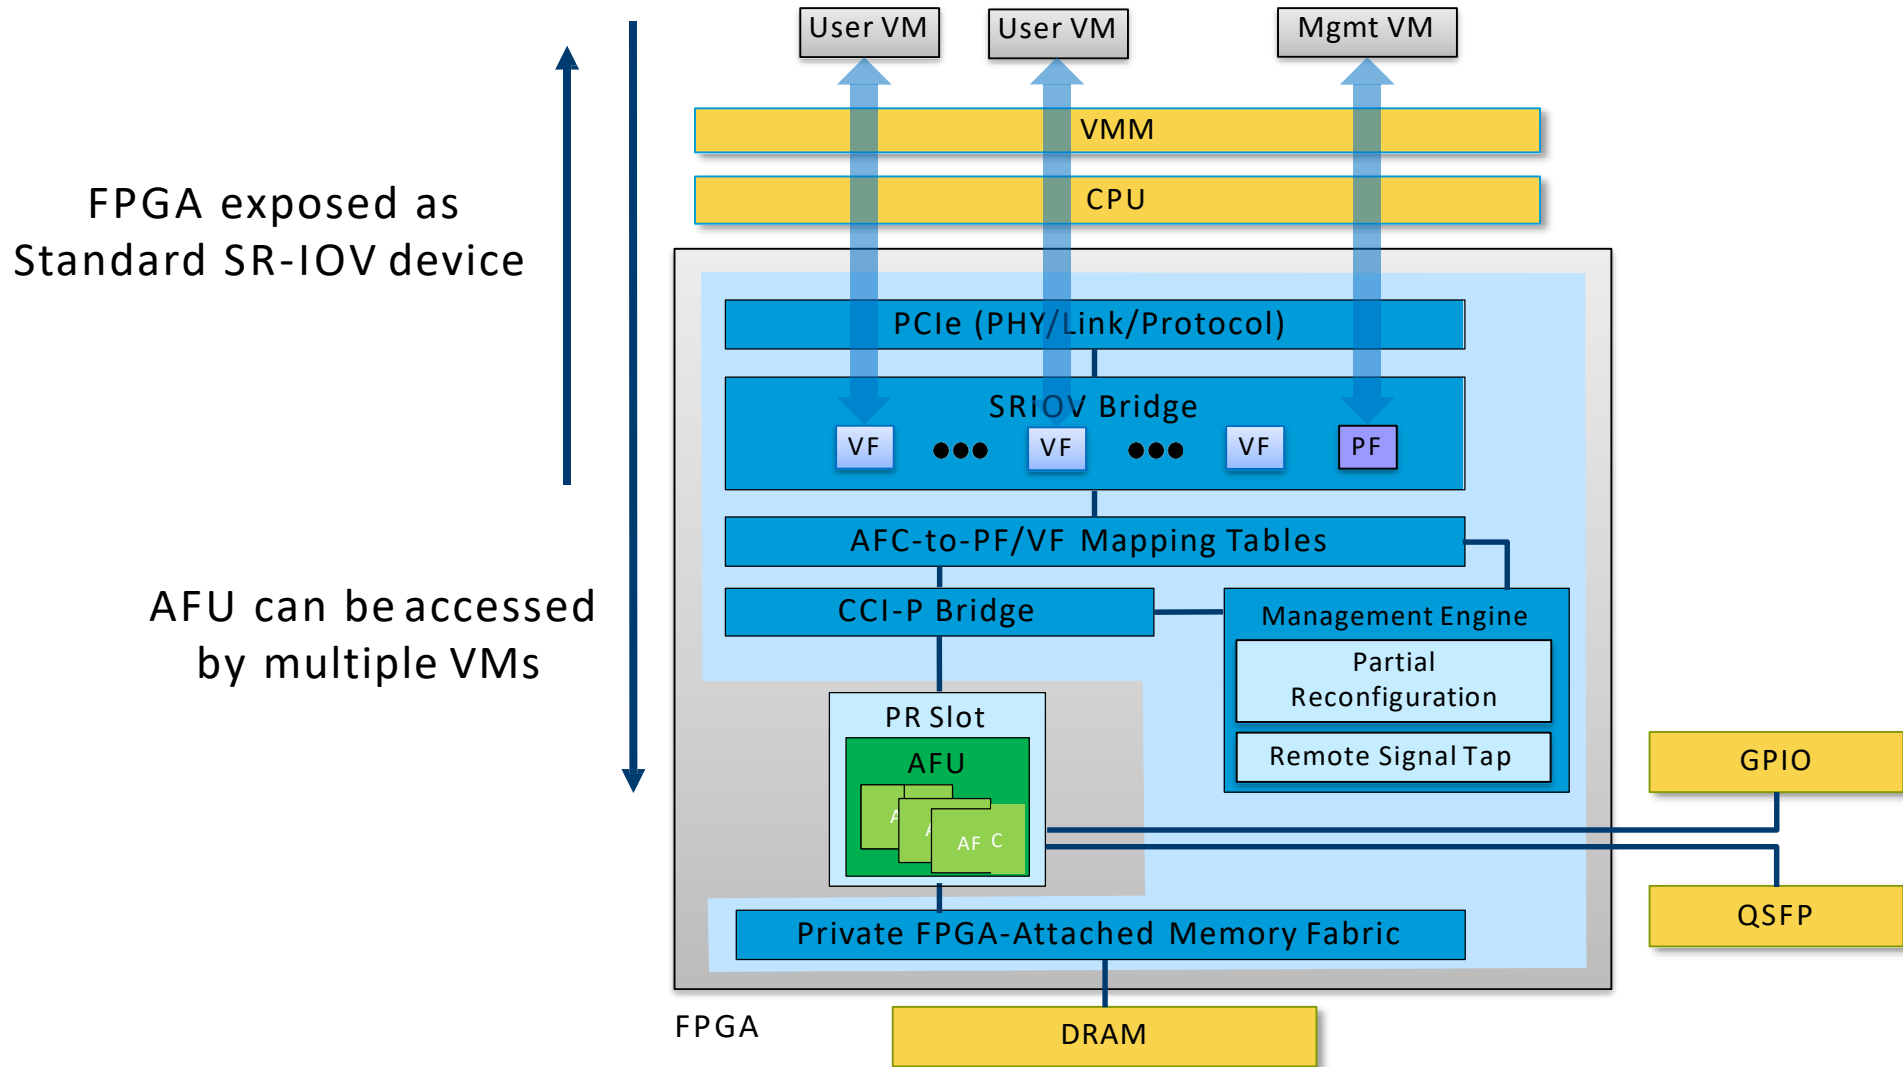 User VM
User VM
Mgmt VM
VMM
CPU
FPGA exposed as
Standard SR-IOV device
PCIe (PHY/Link/Protocol)
SRIOV Bridge
VF
VF
VF
PF
AFC-to-PF/VF Mapping Tables
AFU can be accessed
by multiple VMs
CCI-P Bridge
Management Engine
Partial
Reconfiguration
Remote Signal Tap
PR Slot
AFU
A
A
AF C
GPIO
QSFP
Private FPGA-Attached Memory Fabric
FPGA
DRAM